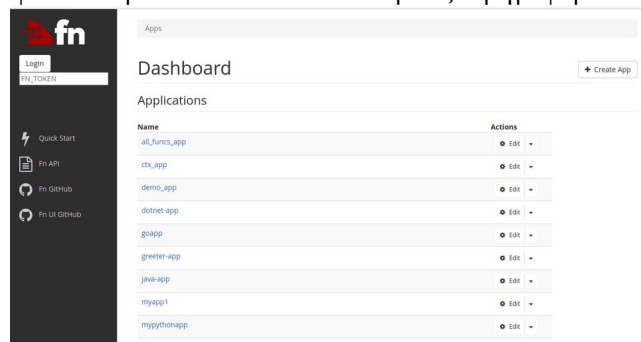 fn
Login
FN_TOKEN
Quick Start
Fn API
Fn GitHub
Fn UI GitHub
Apps
Dashboard
+ Create App
Applications
Name Actions
all_funcs_app Edit
ctx_app Edit
demo_app Edit
dotnet-app Edit
goapp Edit
greeter-app Edit
java-app Edit
myapp1 Edit
mypythonapp Edit